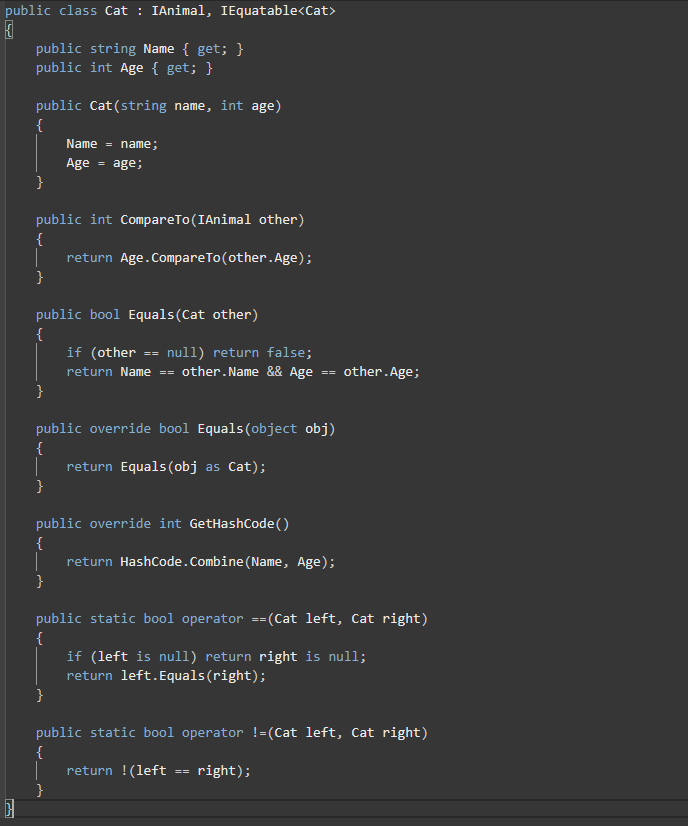 public class Cat : IAnimal, IEquatable<Cat>
{
    public string Name { get; }
    public int Age { get; }

    public Cat(string name, int age)
    {
        Name = name;
        Age = age;
    }

    public int CompareTo(IAnimal other)
    {
        return Age.CompareTo(other.Age);
    }

    public bool Equals(Cat other)
    {
        if (other == null) return false;
        return Name == other.Name && Age == other.Age;
    }

    public override bool Equals(object obj)
    {
        return Equals(obj as Cat);
    }

    public override int GetHashCode()
    {
        return HashCode.Combine(Name, Age);
    }

    public static bool operator ==(Cat left, Cat right)
    {
        if (left is null) return right is null;
        return left.Equals(right);
    }

    public static bool operator !=(Cat left, Cat right)
    {
        return !(left == right);
    }
}